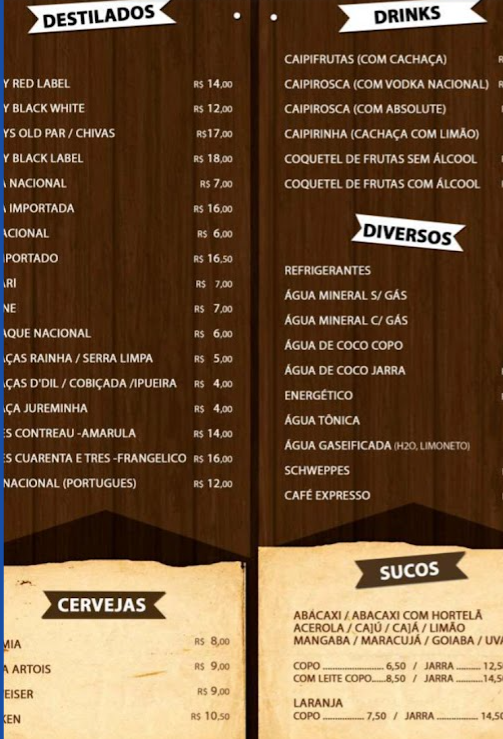 DESTILADOS
Y RED LABEL R$ 14,00
Y BLACK WHITE R$ 12,00
YS OLD PAR / CHIVAS R$17,00
Y BLACK LABEL R$ 18,00
A NACIONAL R$ 7,00
A IMPORTADA R$ 16,00
ACIONAL R$ 6,00
MPORTADO R$ 16,50
ARI R$ 7,00
NE R$ 7,00
AQUE NACIONAL R$ 6,00
ÇAS RAINHA / SERRA LIMPA R$ 5,00
ÇAS D'DIL / COBIÇADA /IPUEIRA R$ 4,00
ÇA JUREMINHA R$ 4,00
ES CONTREAU -AMARULA R$ 14,00
ES CUARENTA E TRES -FRANGELICO R$ 16,00
NACIONAL (PORTUGUES) R$ 12,00
CERVEJAS
MIA R$ 8,00
A ARTOIS R$ 9,00
EISER R$ 9,00
KEN R$ 10,50
DRINKS
CAIPIFRUTAS (COM CACHAÇA)
CAIPIROSCA (COM VODKA NACIONAL)
CAIPIROSCA (COM ABSOLUTE)
CAIPIRINHA (CACHAÇA COM LIMÃO)
COQUETEL DE FRUTAS SEM ÁLCOOL
COQUETEL DE FRUTAS COM ÁLCOOL
DIVERSOS
REFRIGERANTES
ÁGUA MINERAL S/ GÁS
ÁGUA MINERAL C/ GÁS
ÁGUA DE COCO COPO
ÁGUA DE COCO JARRA
ENERGÉTICO
ÁGUA TÔNICA
ÁGUA GASEIFICADA (H2O, LIMONETO)
SCHWEPPES
CAFÉ EXPRESSO
SUCOS
ABACAXI / ABACAXI COM HORTELÃ
ACEROLA / CAJÚ / CAJÁ / LIMÃO
MANGABA / MARACUJÁ / GOIABA / UVA
COPO 6,50 / JARRA 12,50
COM LEITE COPO 8,50 / JARRA 14,50
LARANJA
COPO 7,50 / JARRA 14,50